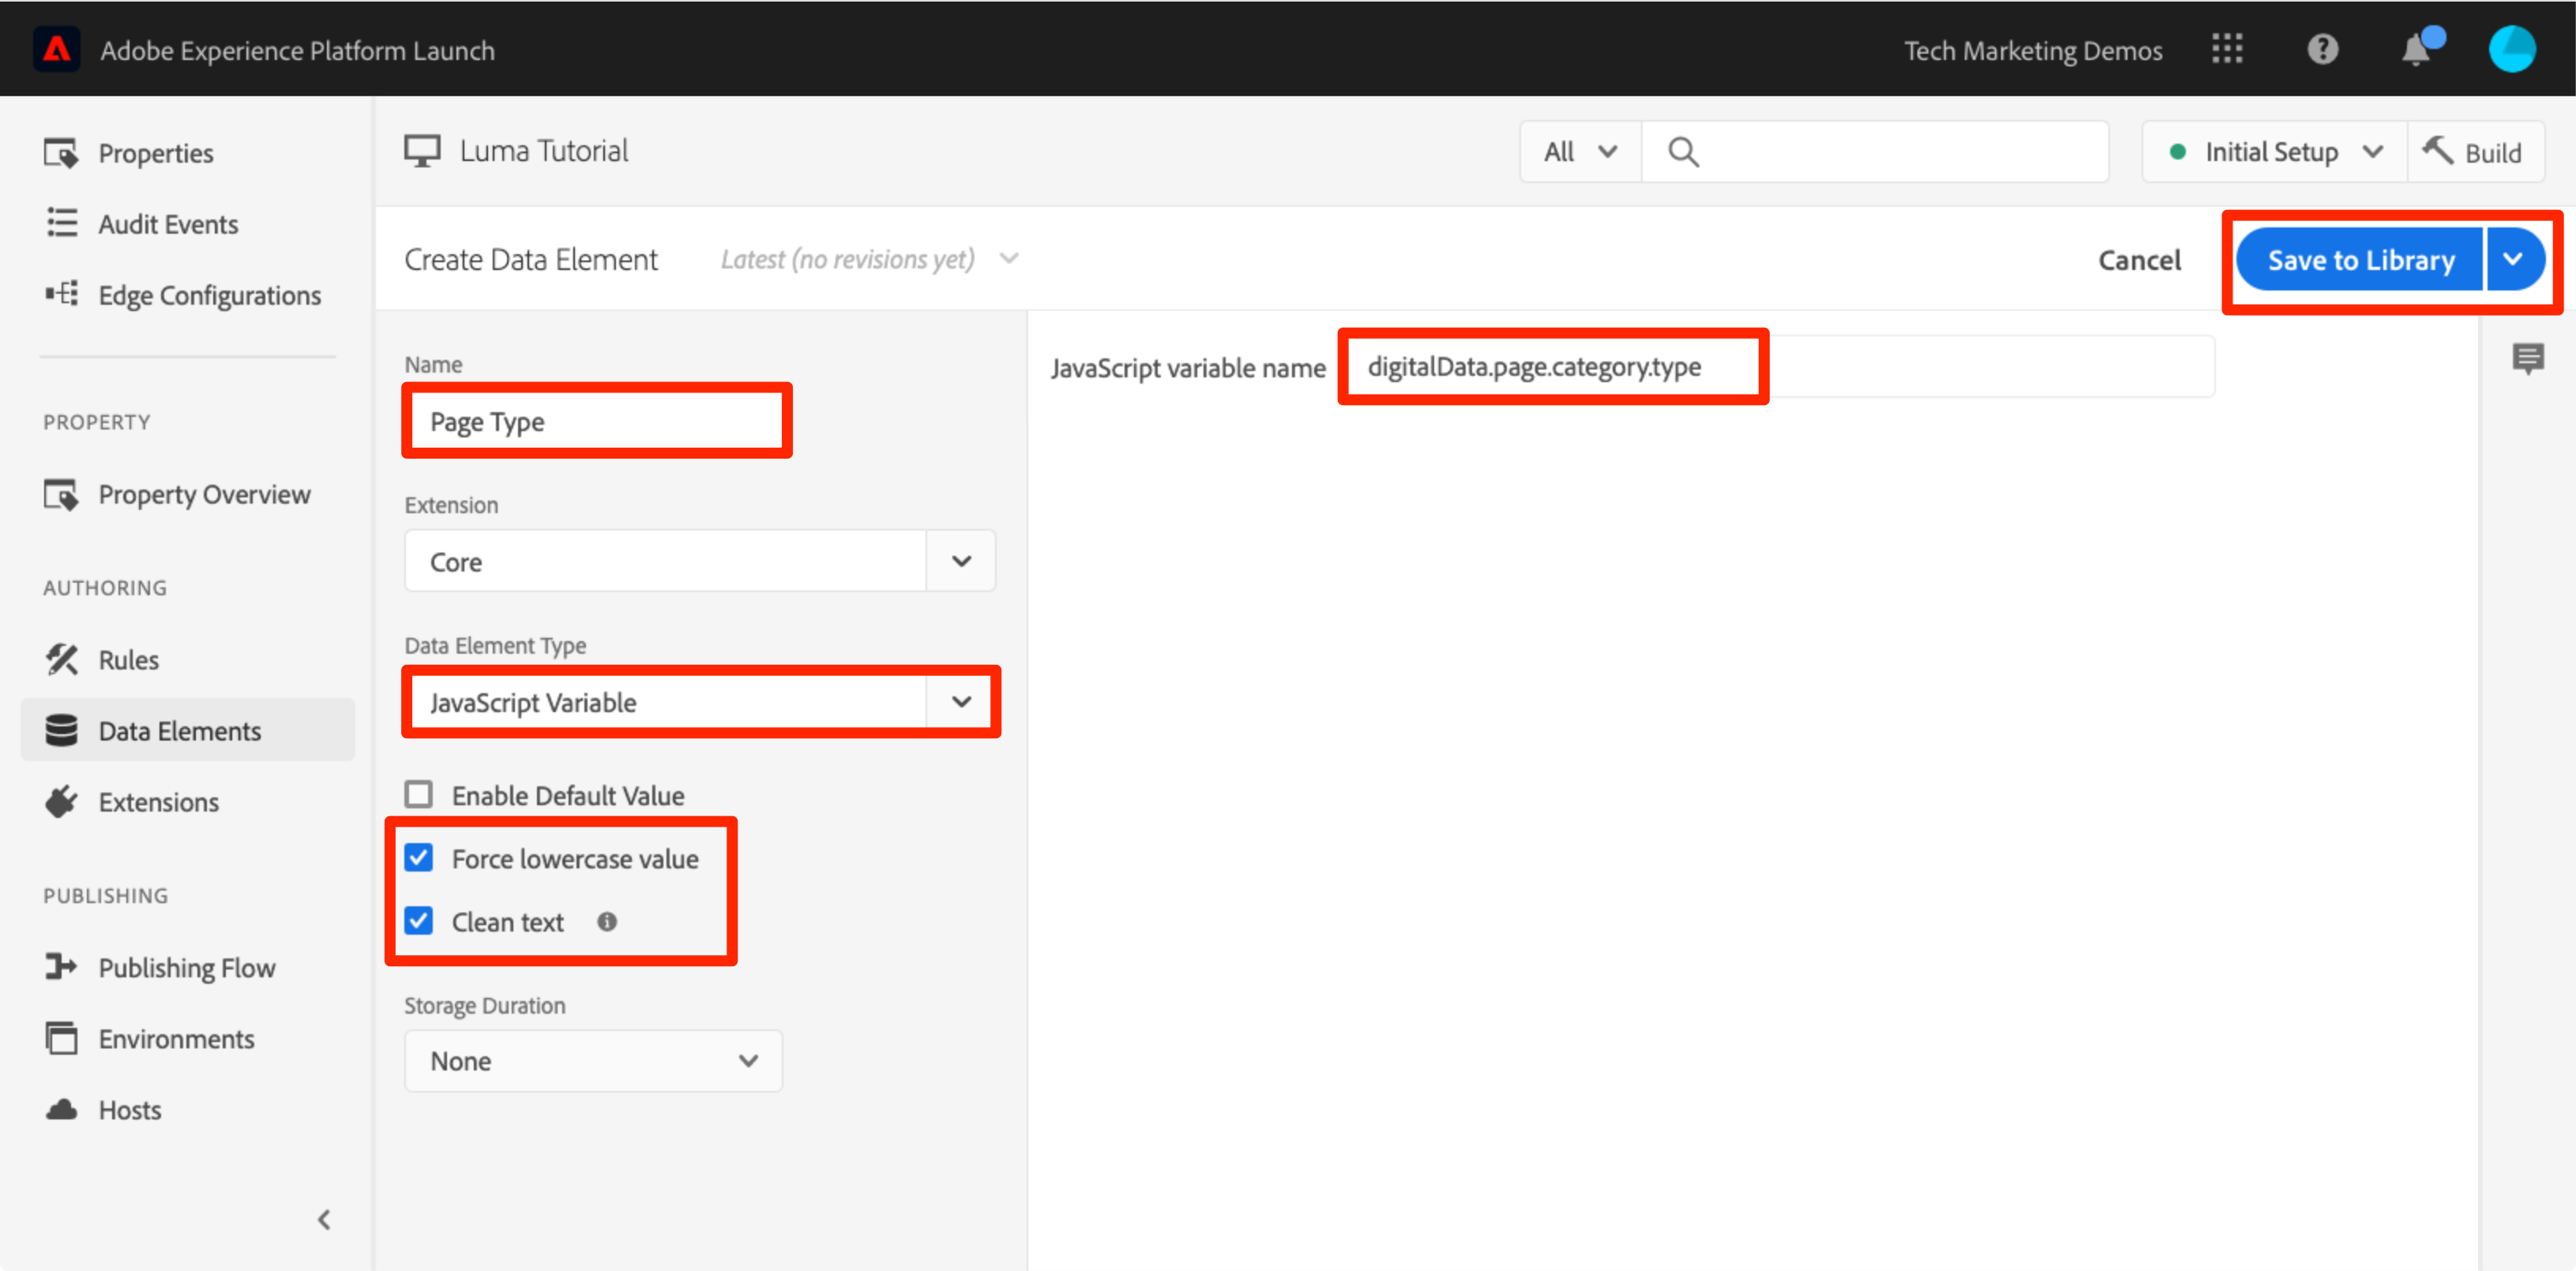 Adobe Experience Platform Launch
Tech Marketing Demos
Properties
Audit Events
Edge Configurations
PROPERTY
Property Overview
AUTHORING
Rules
Data Elements
Extensions
PUBLISHING
Publishing Flow
Environments
Hosts
Luma Tutorial
All
Initial Setup
Build
Create Data Element
Latest (no revisions yet)
Cancel
Save to Library
Name
Page Type
Extension
Core
Data Element Type
JavaScript Variable
Enable Default Value
Force lowercase value
Clean text
Storage Duration
None
JavaScript variable name
digitalData.page.category.type